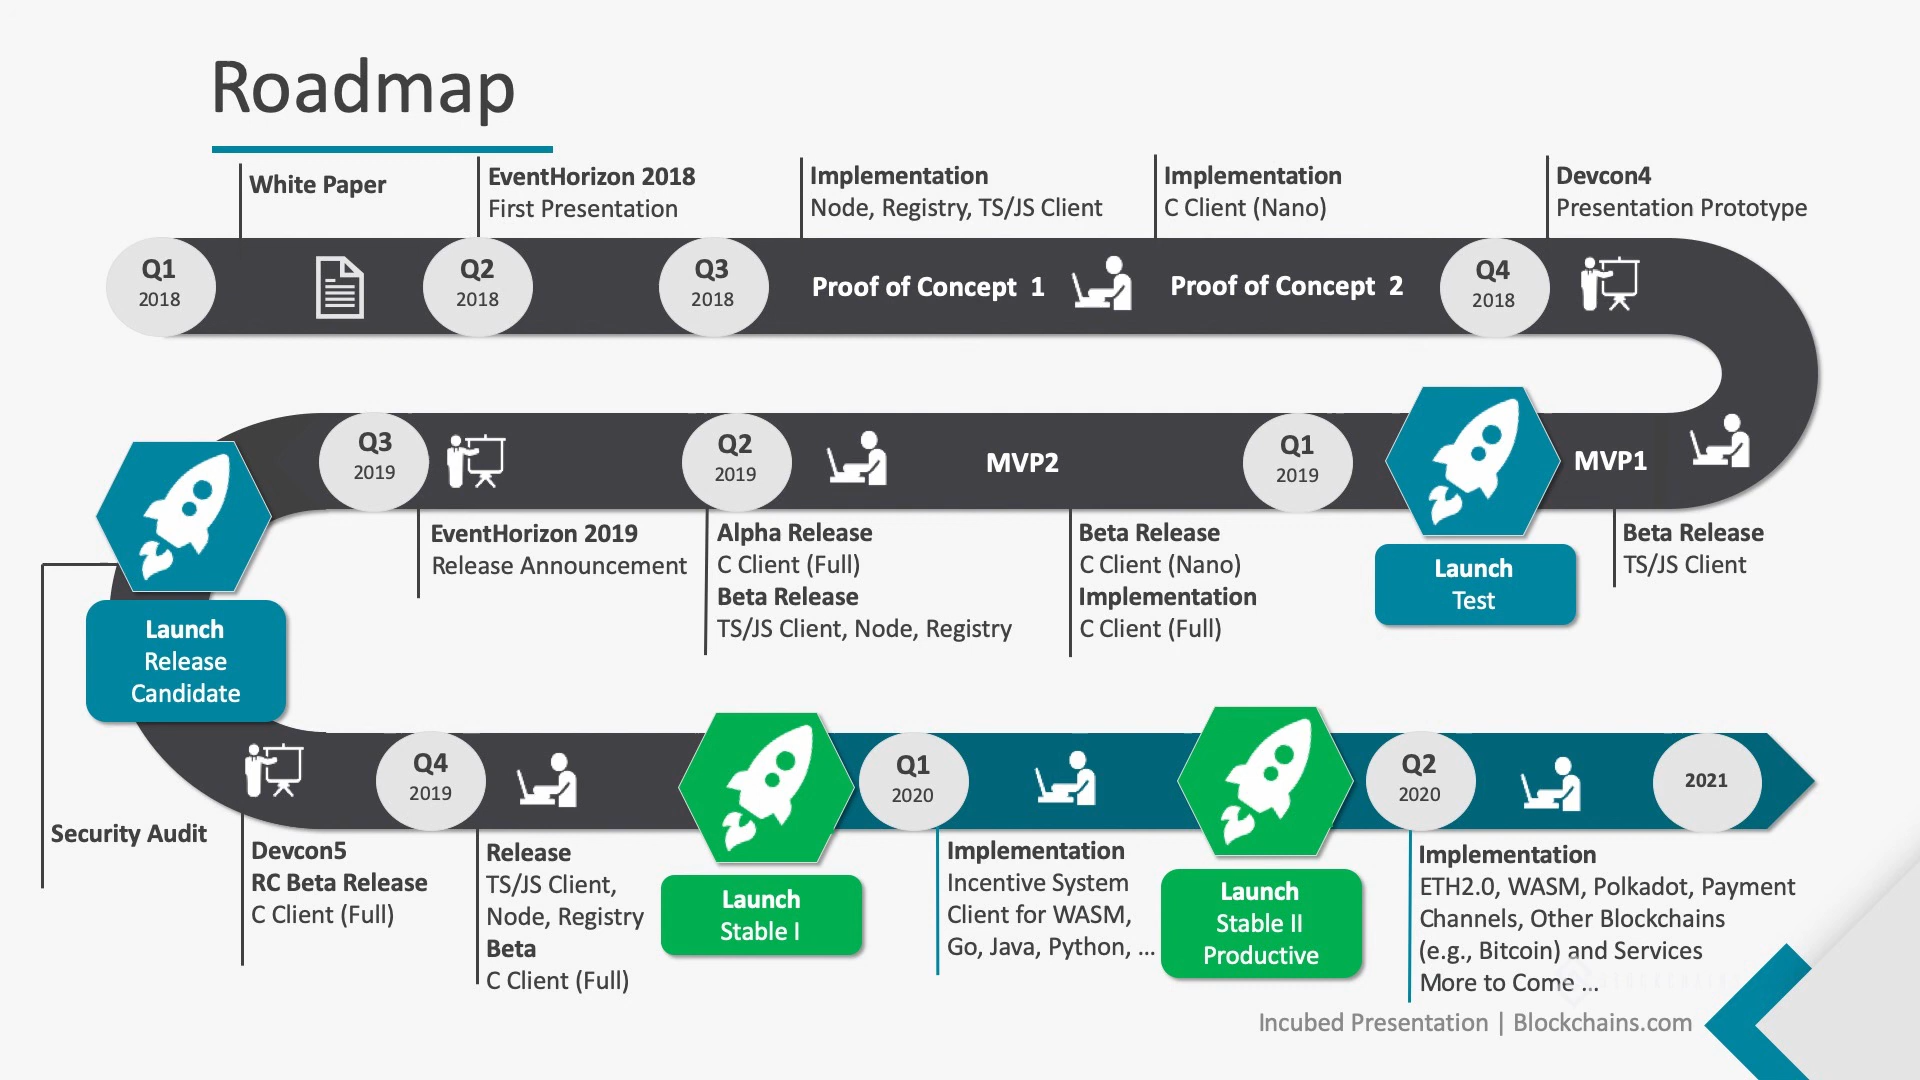 Roadmap
White Paper
EventHorizon 2018
First Presentation
Implementation
Node, Registry, TS/JS Client
Implementation
C Client (Nano)
Devcon4
Presentation Prototype
Q1
2018
Q2
2018
Q3
2018
Proof of Concept 1
Proof of Concept 2
Q4
2018
MVP1
Beta Release
TS/JS Client
Launch
Test
Q1
2019
MVP2
Beta Release
C Client (Nano)
Implementation
C Client (Full)
Q2
2019
Alpha Release
C Client (Full)
Beta Release
TS/JS Client, Node, Registry
Q3
2019
EventHorizon 2019
Release Announcement
Launch
Release
Candidate
Security Audit
Devcon5
RC Beta Release
C Client (Full)
Q4
2019
Release
TS/JS Client,
Node, Registry
Beta
C Client (Full)
Launch
Stable I
Q1
2020
Implementation
Incentive System
Client for WASM,
Go, Java, Python, ...
Launch
Stable II
Productive
Q2
2020
Implementation
ETH2.0, WASM, Polkadot, Payment
Channels, Other Blockchains
(e.g., Bitcoin) and Services
More to Come ...
2021
Incubed Presentation | Blockchains.com